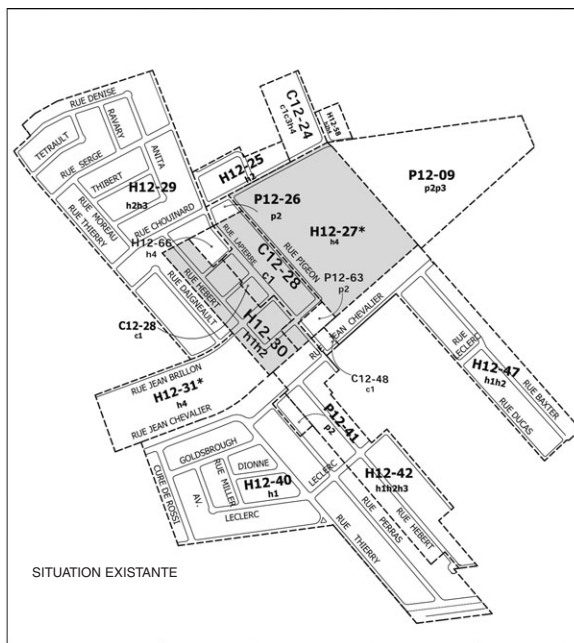 RUE DENISE
TETRAULT
RAVARY
RUE SERGE
THIBERT
ANITA
RUE MOREAU
RUE THIERRY
H12-29
h2h3
RUE CHOUINARD
H12-66
h4
C12-24
c1c3h4
H12-58
H12-25
h2
P12-26
p2
P12-09
p2p3
H12-27*
h4
RUE PIGEON
RUE LAPIERRE
C12-28
c1
P12-63
p2
RUE HEBERT
RUE DAIGNEAULT
C12-28
c1
H12-30
h1h2
RUE JEAN CHEVALIER
C12-48
c1
RUE LECLERC
H12-47
h1h2
RUE BAXTER
RUE DUCAS
RUE JEAN BRILLON
H12-31*
h4
RUE JEAN CHEVALIER
P12-41
p2
GOLDSBROUGH
DIONNE
RUE MILLER
H12-40
h1
AV.
LECLERC
CURE DE ROSSI
LECLERC
H12-42
h1h2h3
RUE HEBERT
RUE PERRAS
RUE THIERRY
SITUATION EXISTANTE